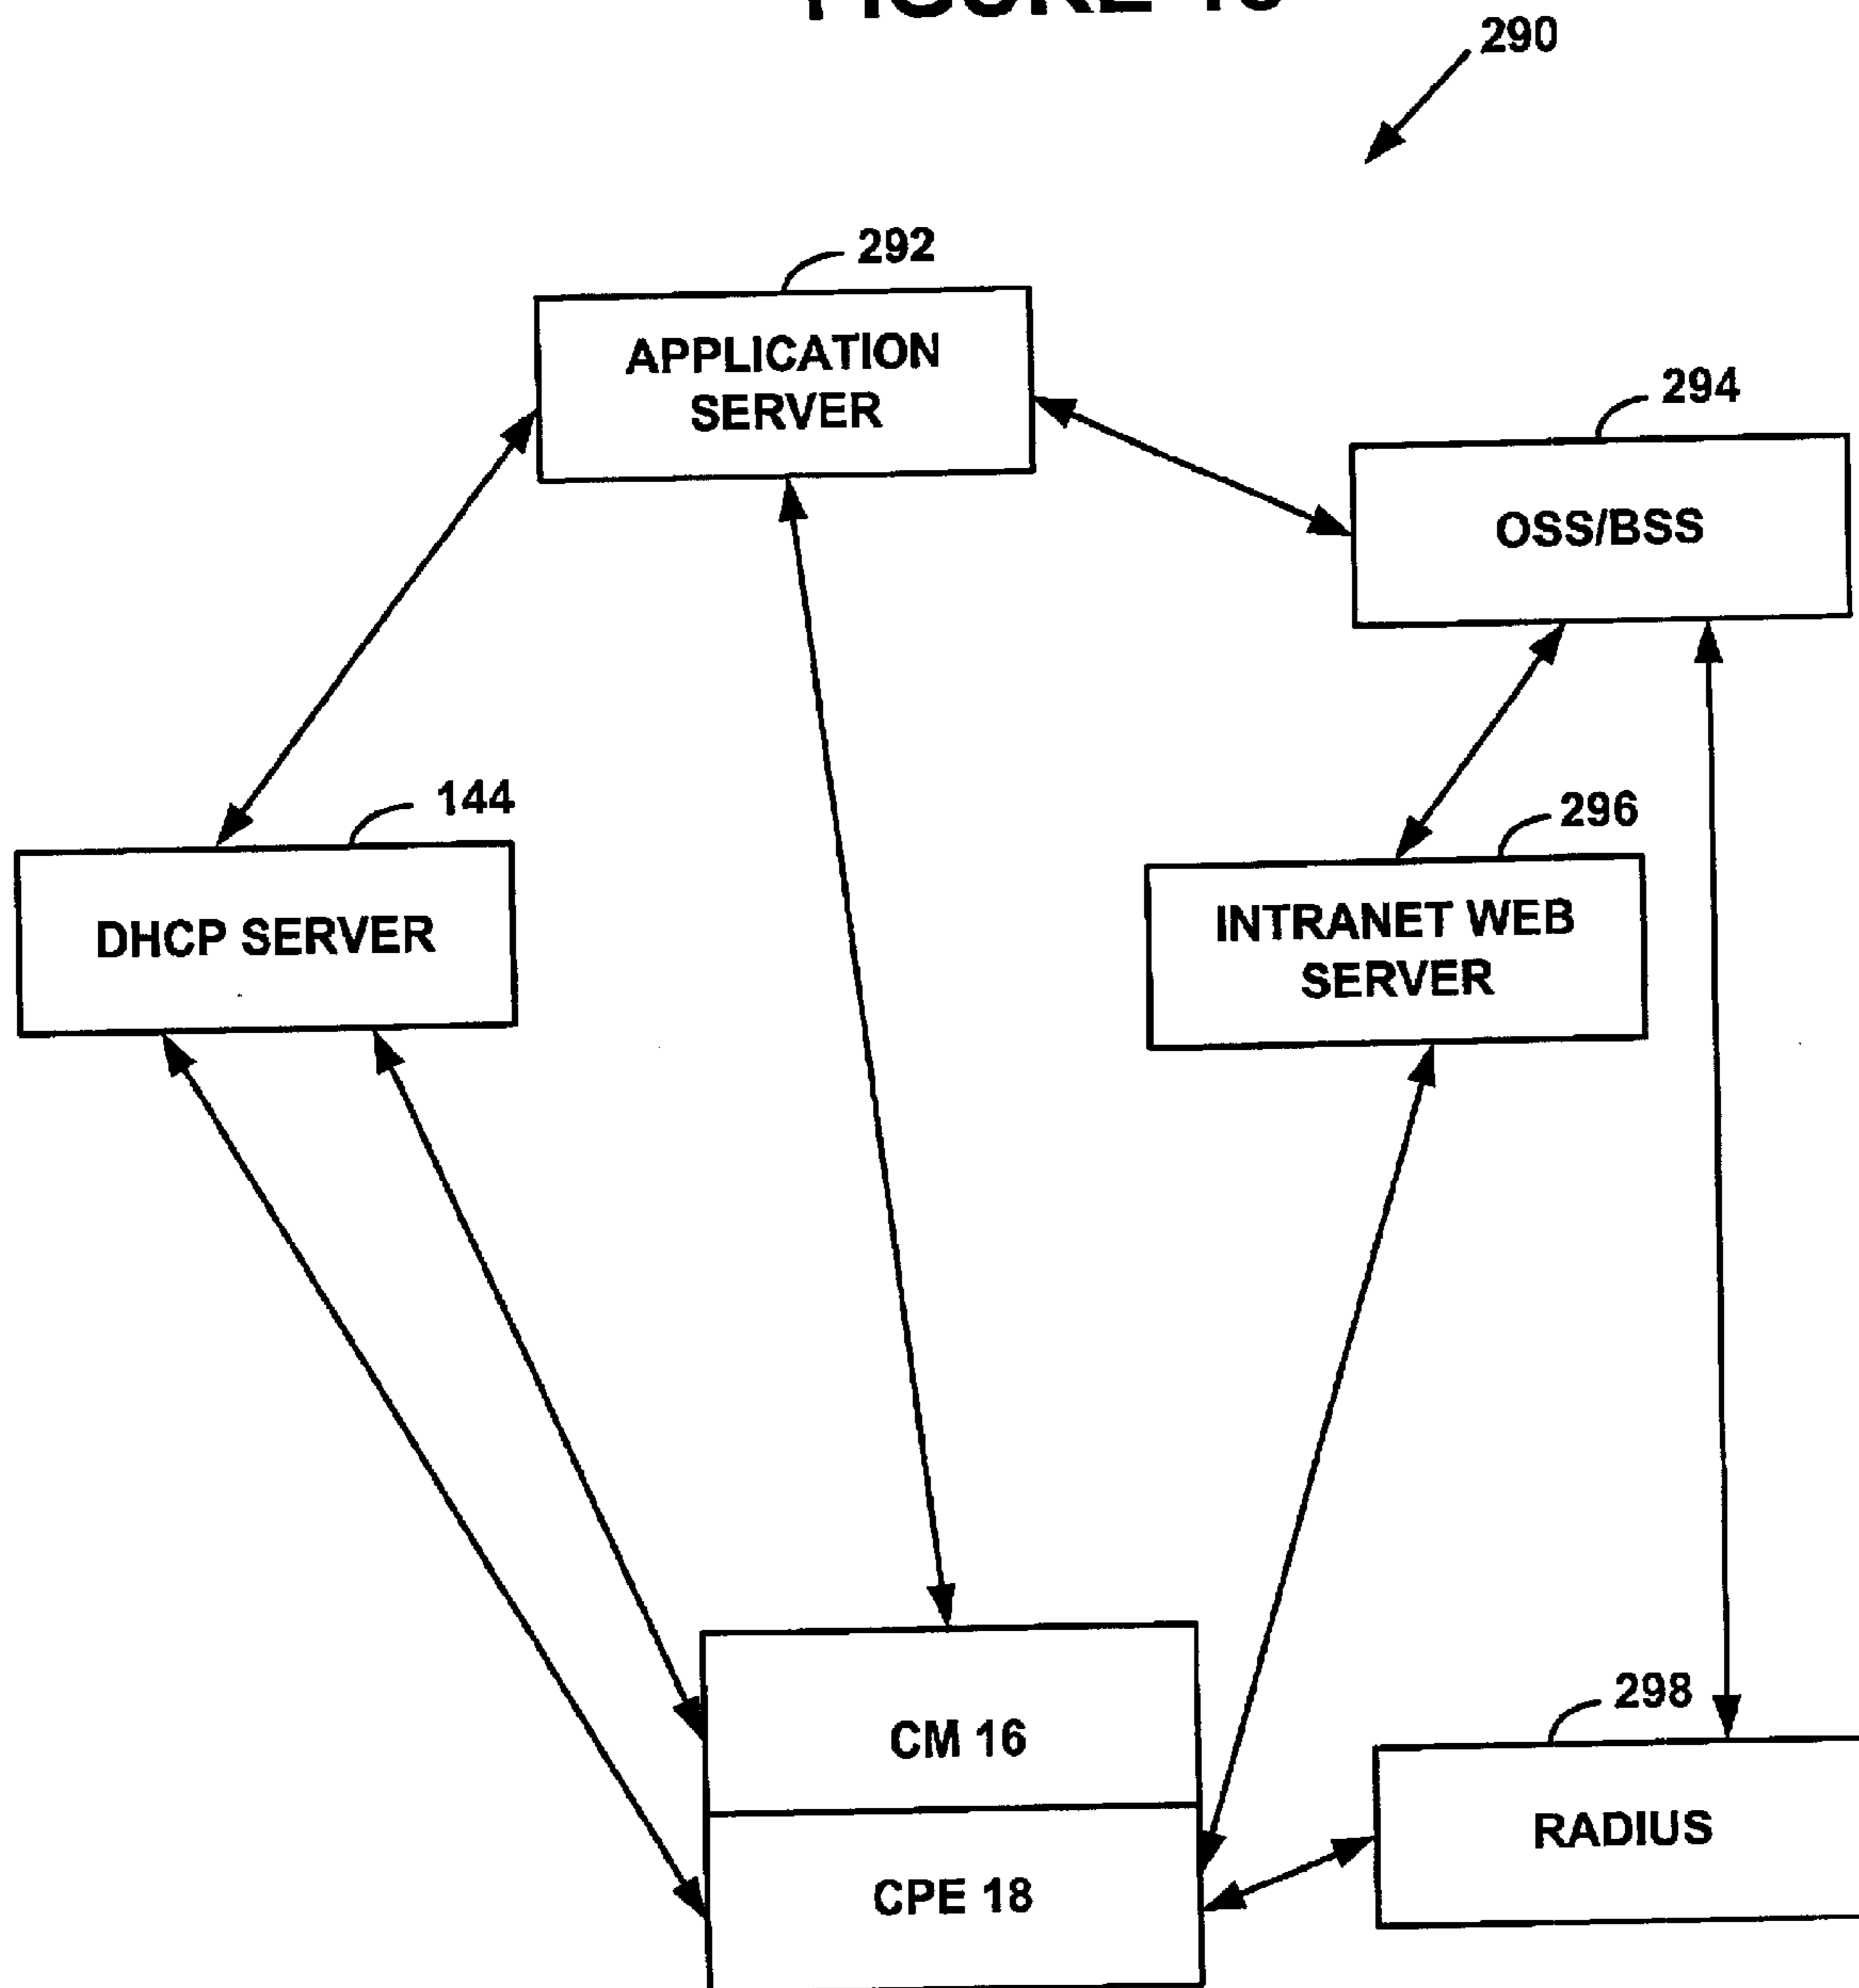 290
292
APPLICATION
SERVER
294
OSS/BSS
144
DHCP SERVER
296
INTRANET WEB
SERVER
CM 16
CPE 18
298
RADIUS